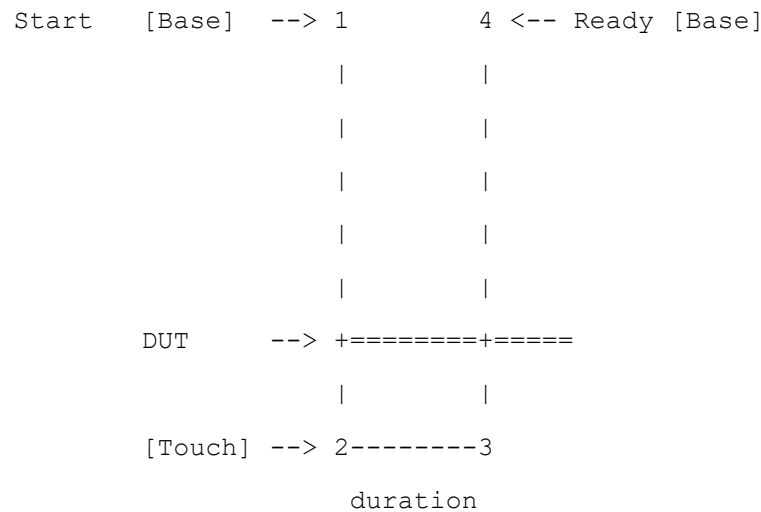 Start   [Base]  --> 1        4 <-- Ready [Base]
                    |        |
                    |        |
                    |        |
                    |        |
                    |        |
        DUT     --> +========+=====
                    |        |
        [Touch] --> 2--------3
                     duration